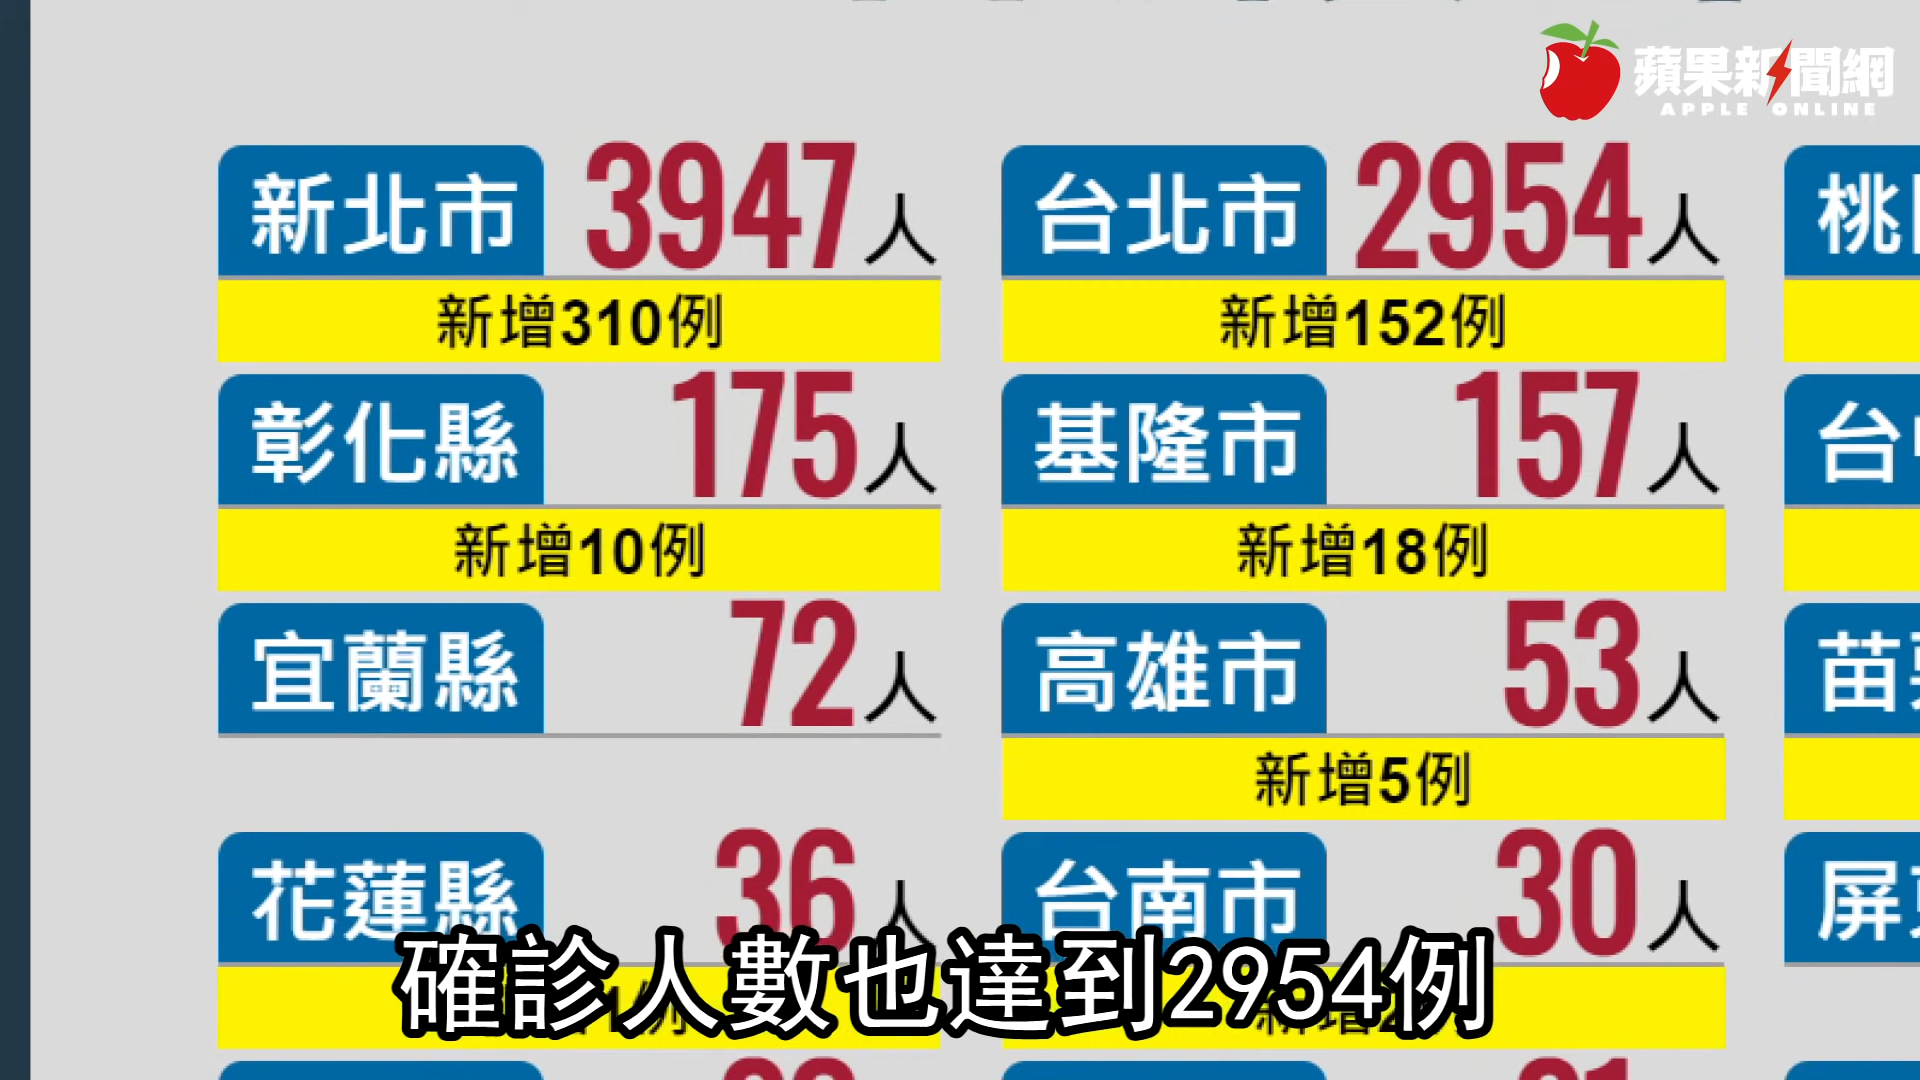 蘋果新聞網
APPLE ONLINE
新北市 3947人 台北市 2954人 桃
新增310例 新增152例
彰化縣 175人 基隆市 157人 台
新增10例 新增18例
宜蘭縣 72人 高雄市 53人 苗
新增5例
花蓮縣 36人 台南市 30人 屏
確診人數也達到2954例